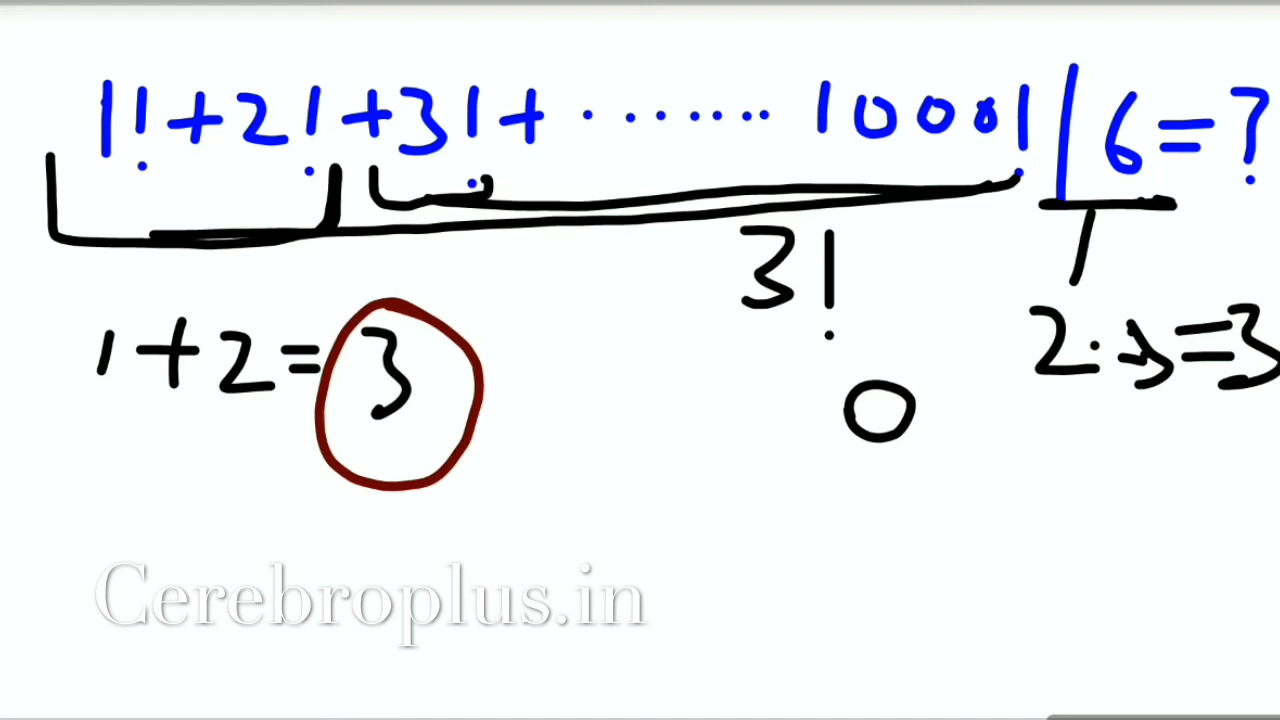 1!+2!+3!+ ....... 1000! / 6 = ?
3!
1+2=3
2·3=3
0
Cerebroplus.in